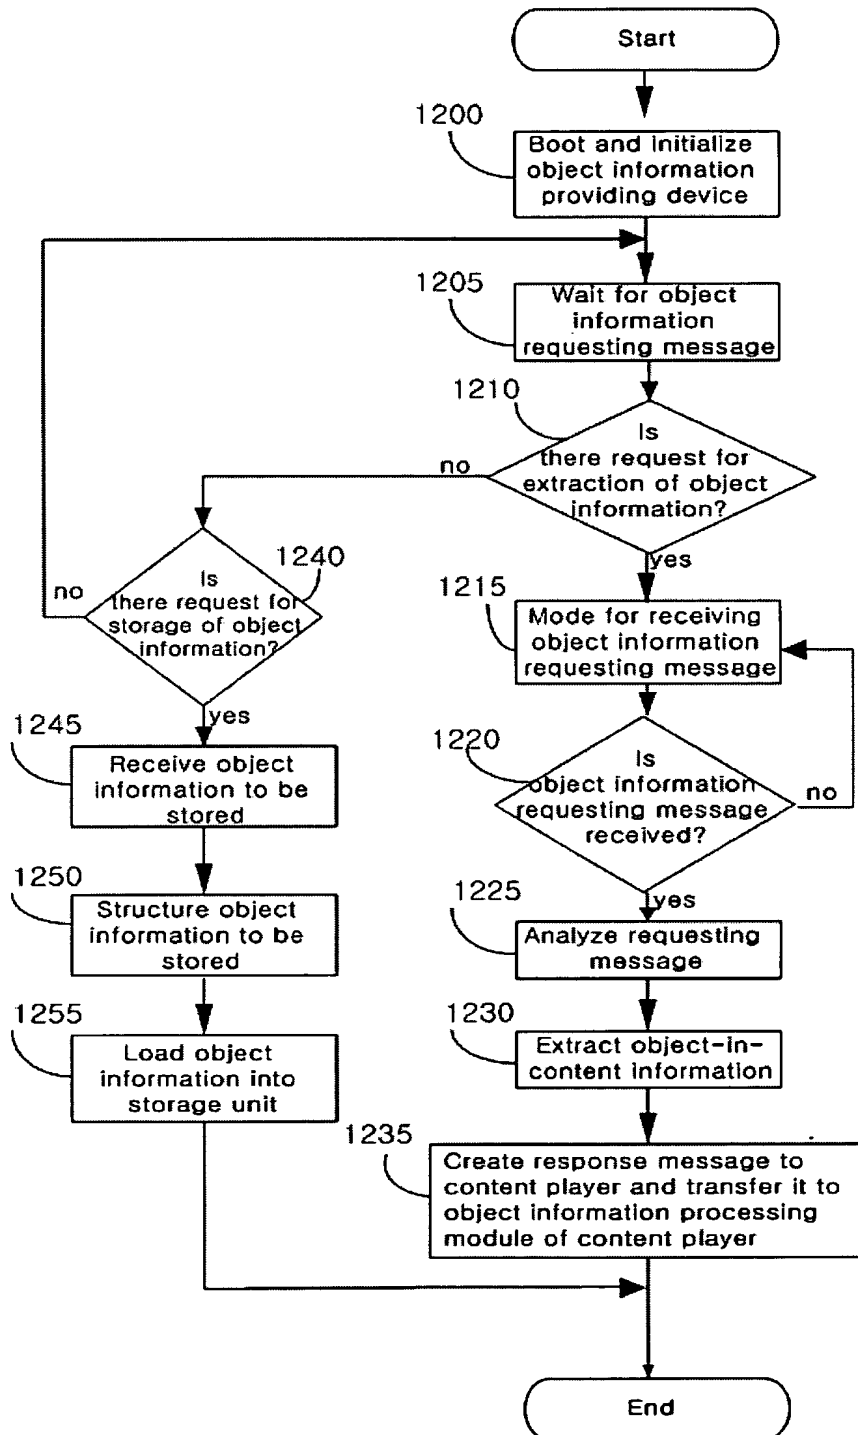 Start
1200
Boot and initialize
object information
providing device
1205
Wait for object
information
requesting message
1210
Is
there request for
extraction of object
information?
no
yes
1240
Is
there request for
storage of object
information?
no
yes
1215
Mode for receiving
object information
requesting message
1220
Is
object information
requesting message
received?
no
yes
1245
Receive object
information to be
stored
1250
Structure object
information to be
stored
1255
Load object
information into
storage unit
1225
Analyze requesting
message
1230
Extract object-in-
content information
1235
Create response message to
content player and transfer it to
object information processing
module of content player
End